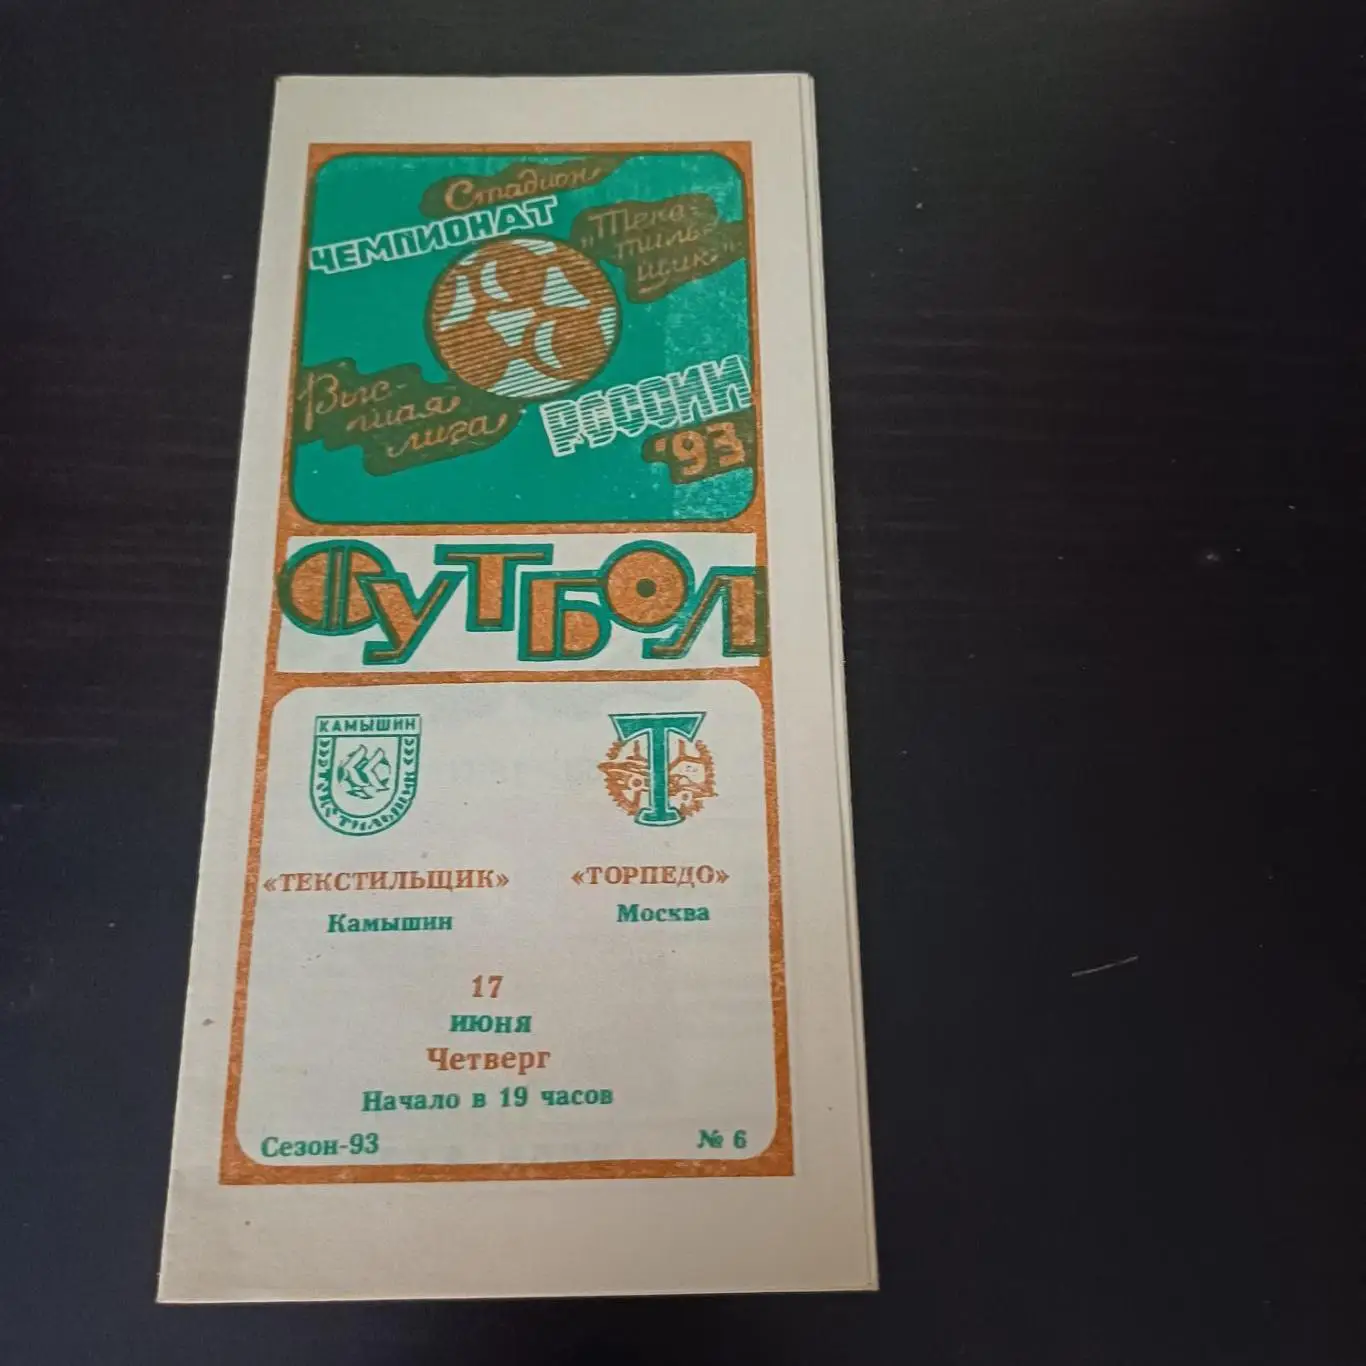 Стадион
ЧЕМПИОНАТ
„Текс-
тиль-
щик"
Выс-
шая
лига
РОССИИ
'93
ФУТБОЛ
КАМЫШИН
ТЕКСТИЛЬЩИК
Т
«ТЕКСТИЛЬЩИК»
Камышин
«ТОРПЕДО»
Москва
17
июня
Четверг
Начало в 19 часов
Сезон-93
№ 6